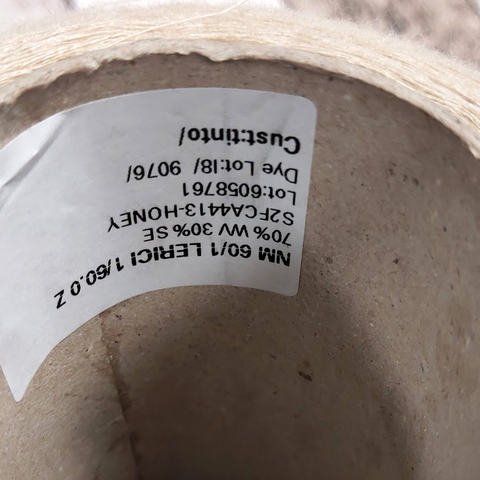 NM 60/1 LERICI 1/60.0 Z
70% WV 30% SE
S2FCA4413-HONEY
Lot:6058761
Dye Lot:I8/ 9076/
Cust:tinto/